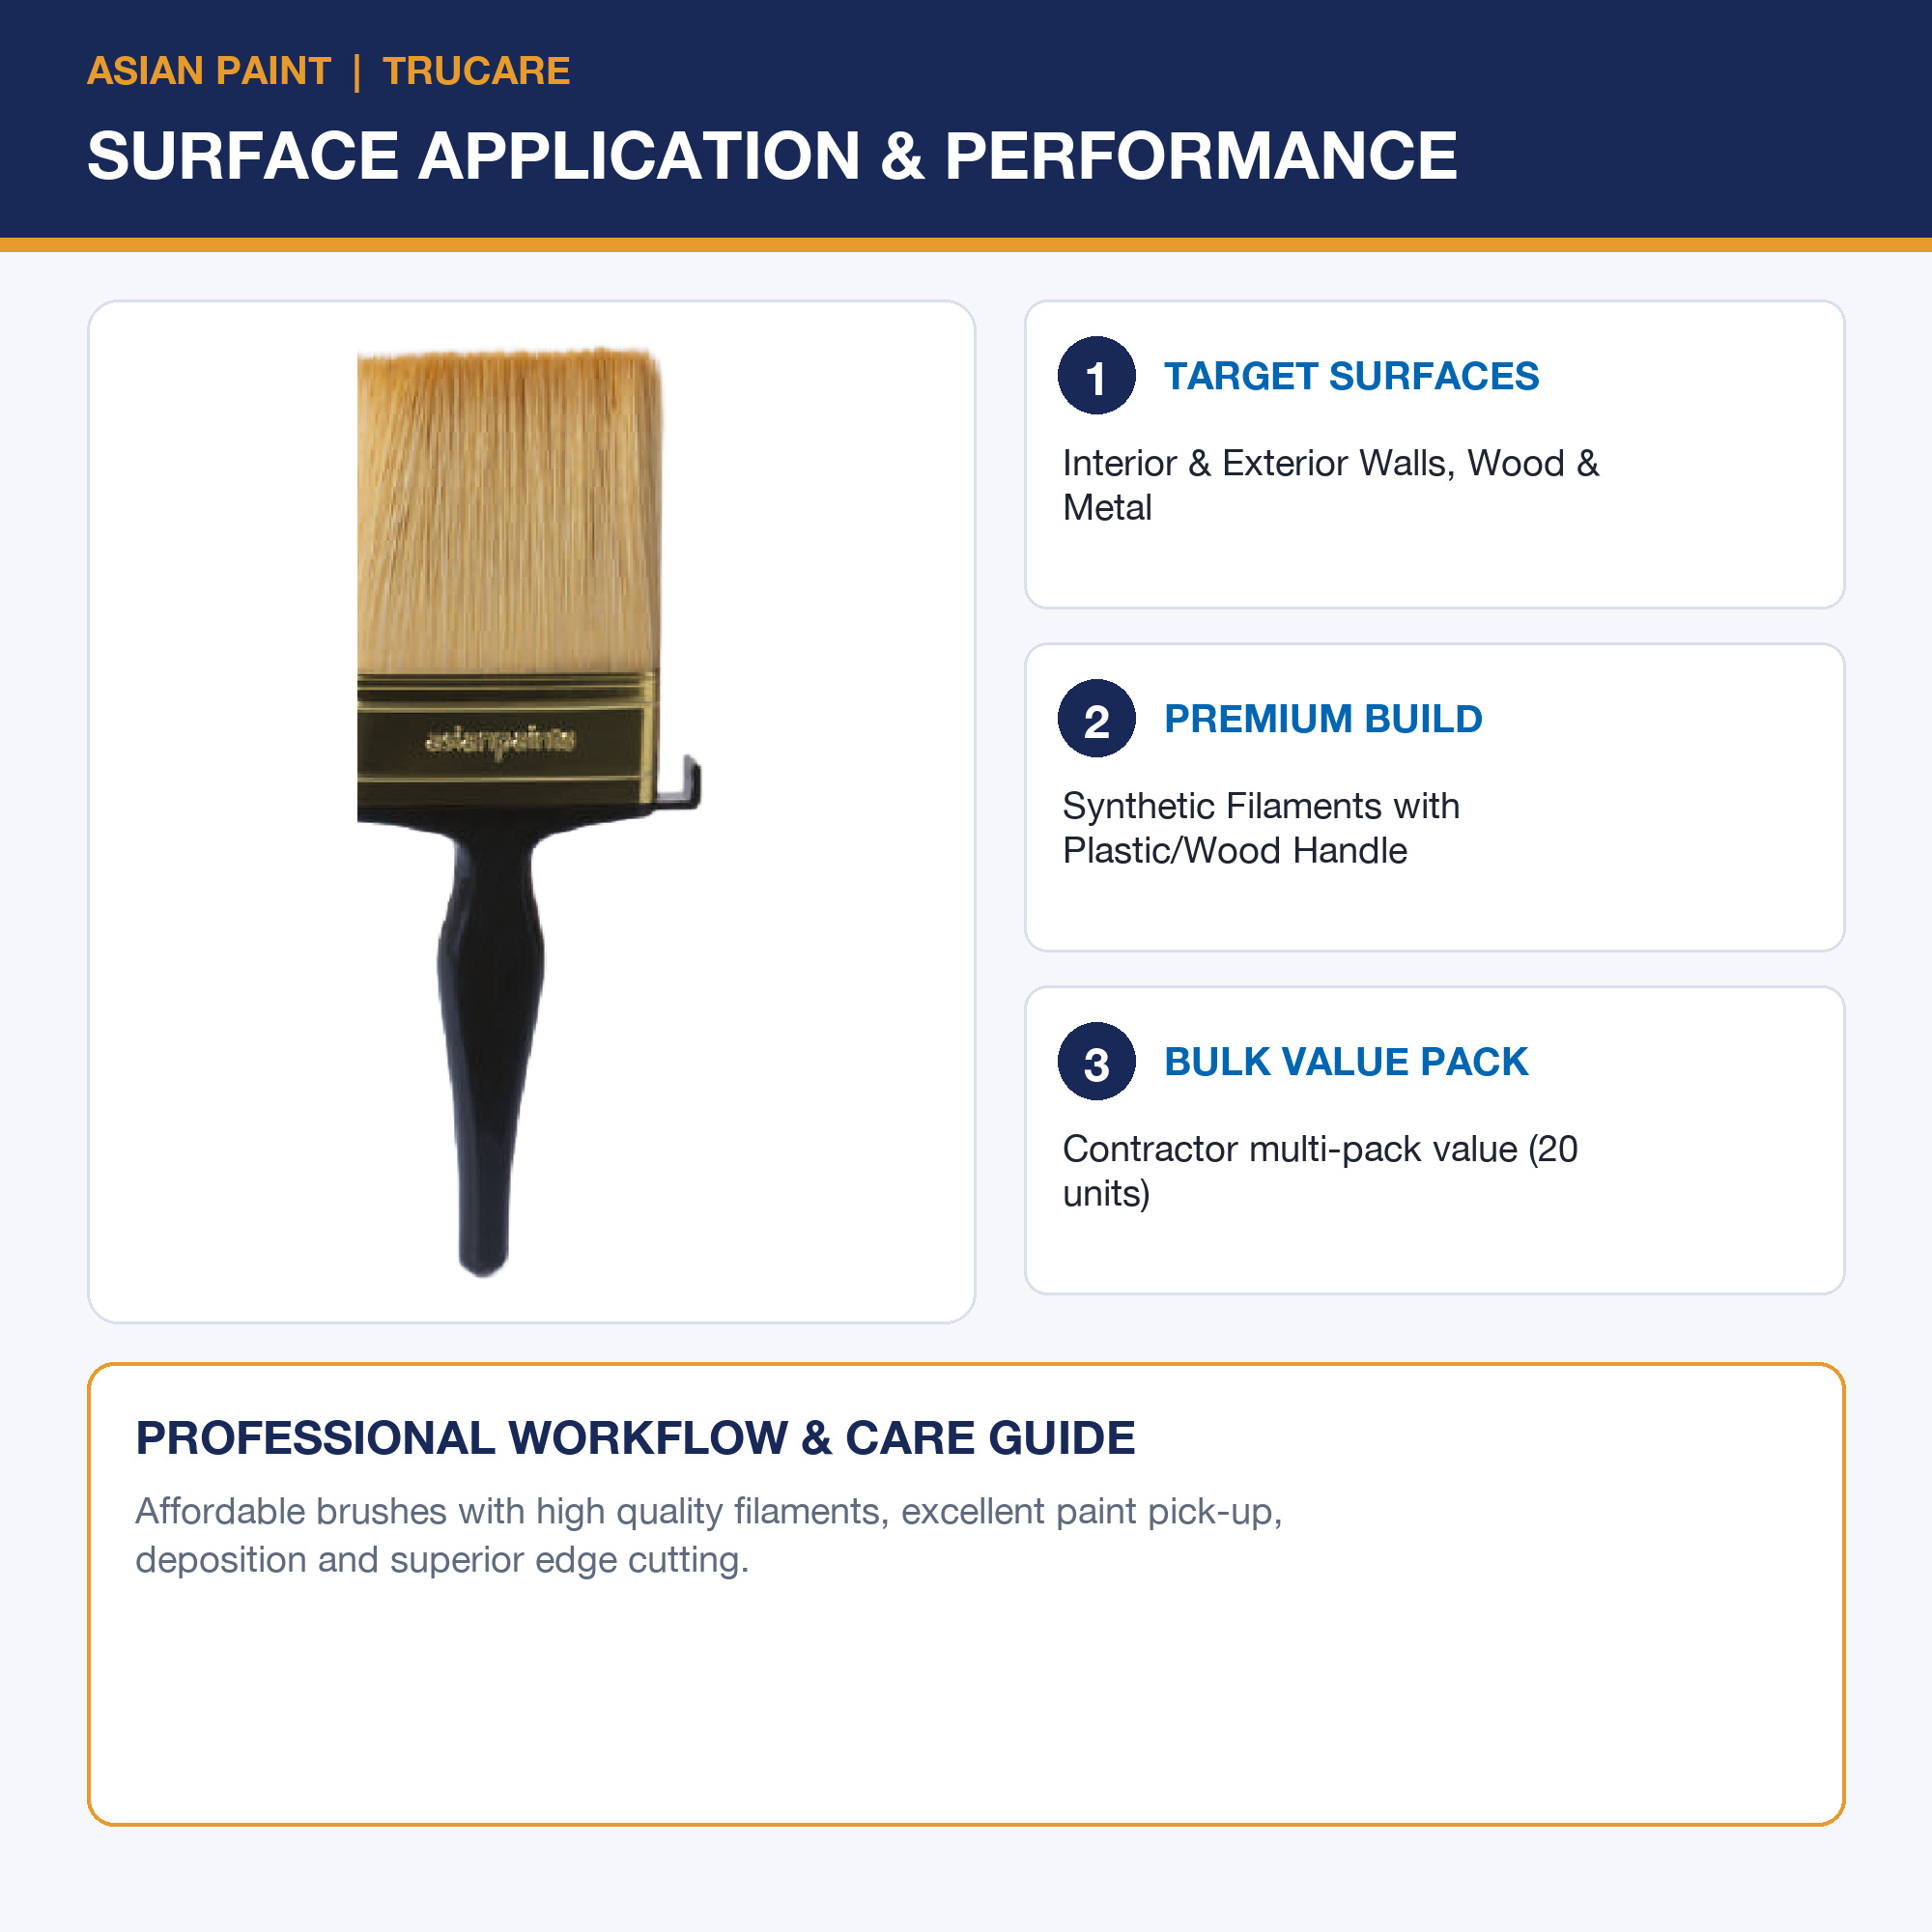 ASIAN PAINT | TRUCARE
SURFACE APPLICATION & PERFORMANCE
asianpaints
1 TARGET SURFACES
Interior & Exterior Walls, Wood &
Metal
2 PREMIUM BUILD
Synthetic Filaments with
Plastic/Wood Handle
3 BULK VALUE PACK
Contractor multi-pack value (20
units)
PROFESSIONAL WORKFLOW & CARE GUIDE
Affordable brushes with high quality filaments, excellent paint pick-up,
deposition and superior edge cutting.